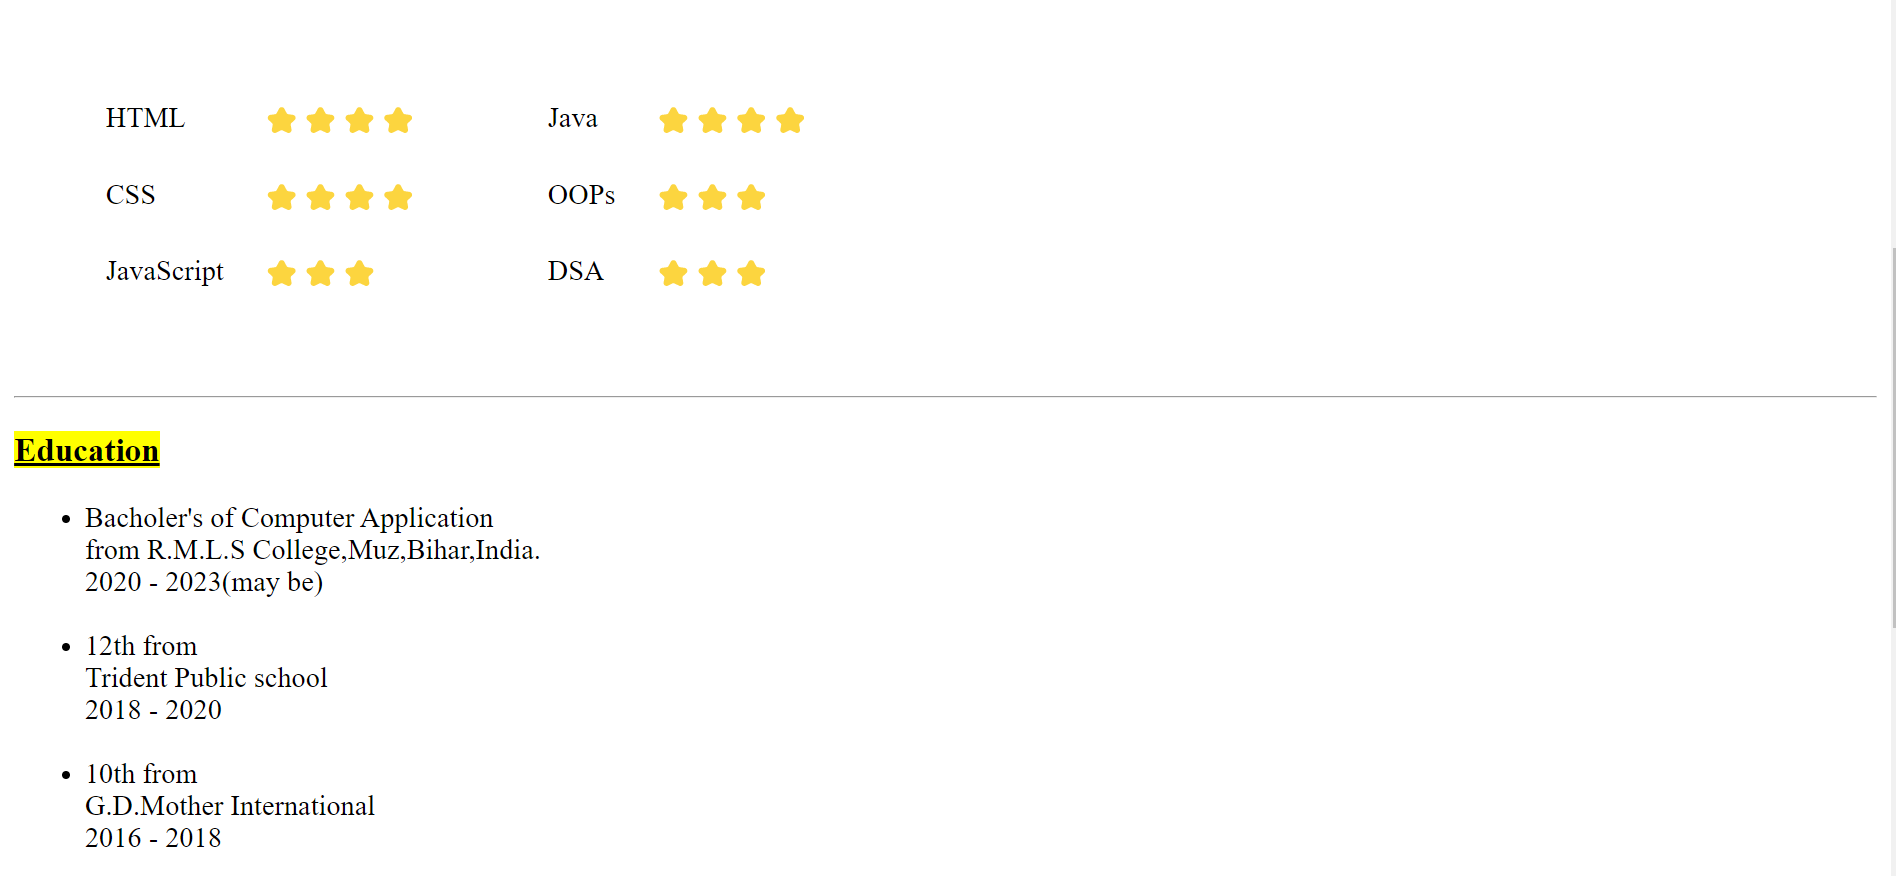 HTML Java
CSS OOPs
JavaScript DSA
Education
Bacholer's of Computer Application
from R.M.L.S College,Muz,Bihar,India.
2020 - 2023(may be)
12th from
Trident Public school
2018 - 2020
10th from
G.D.Mother International
2016 - 2018